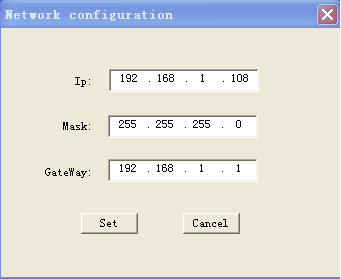 Network configuration
Ip: 192 . 168 . 1 . 108
Mask: 255 . 255 . 255 . 0
GateWay: 192 . 168 . 1 . 1
Set Cancel